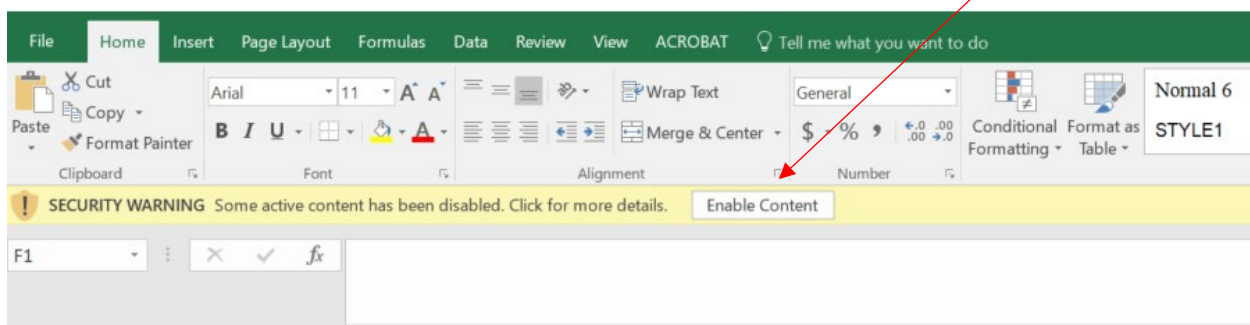 File Home Insert Page Layout Formulas Data Review View ACROBAT Tell me what you want to do
Cut
Copy
Format Painter
Paste
Clipboard
Arial 11 A A
B I U A
Font
Wrap Text
Merge & Center
Alignment
General
$ % , .0 .00 .00 .0
Number
Conditional Formatting
Format as Table
Normal 6
STYLE1
SECURITY WARNING Some active content has been disabled. Click for more details. Enable Content
F1 fx